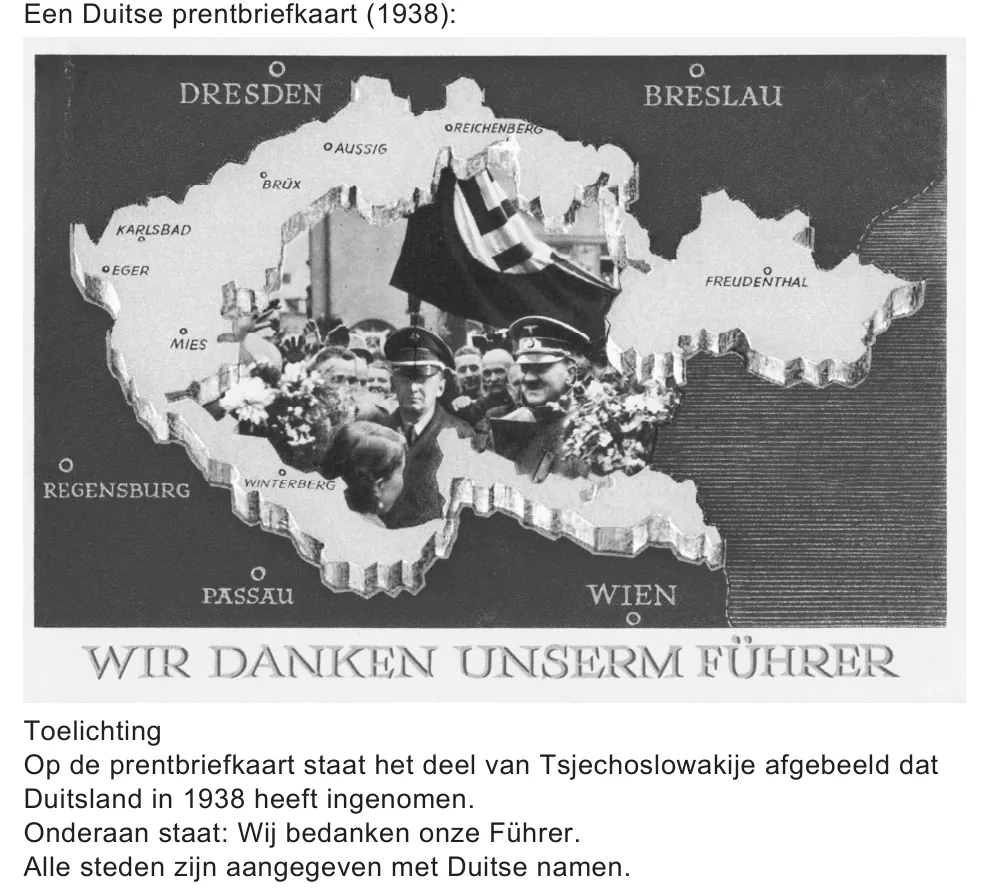 Een Duitse prentbriefkaart (1938):
DRESDEN
BRESLAU
REICHENBERG
AUSSIG
BRÜX
KARLSBAD
EGER
FREUDENTHAL
MIES
REGENSBURG
WINTERBERG
PASSAU
WIEN
WIR DANKEN UNSERM FÜHRER
Toelichting
Op de prentbriefkaart staat het deel van Tsjechoslowakije afgebeeld dat
Duitsland in 1938 heeft ingenomen.
Onderaan staat: Wij bedanken onze Führer.
Alle steden zijn aangegeven met Duitse namen.